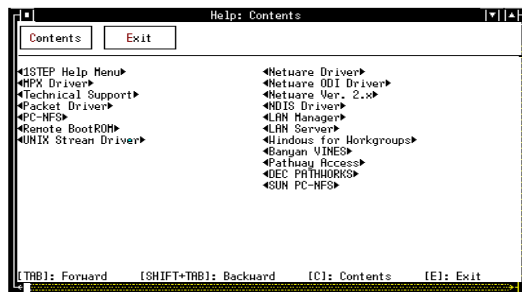 Help: Contents
Contents Exit
1STEP Help Menu
MPX Driver
Technical Support
Packet Driver
PC-NFS
Remote BootROM
UNIX Stream Driver
Netware Driver
Netware ODI Driver
Netware Ver. 2.x
NDIS Driver
LAN Manager
LAN Server
Windows for Workgroups
Banyan VINES
Pathway Access
DEC PATHWORKS
SUN PC-NFS
[TAB]: Forward [SHIFT+TAB]: Backward [C]: Contents [E]: Exit